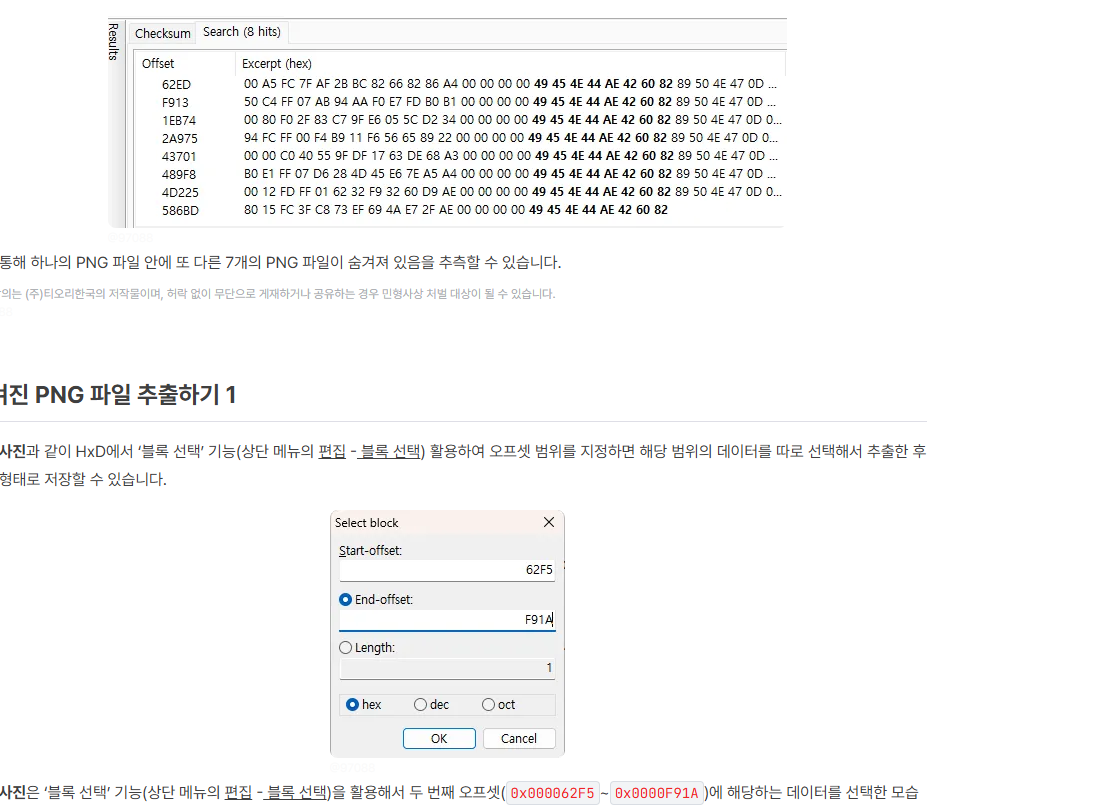 Results
Checksum Search (8 hits)
Offset Excerpt (hex)
62ED 00 A5 FC 7F AF 2B BC 82 66 82 86 A4 00 00 00 00 49 45 4E 44 AE 42 60 82 89 50 4E 47 0D ...
F913 50 C4 FF 07 AB 94 AA F0 E7 FD B0 B1 00 00 00 00 49 45 4E 44 AE 42 60 82 89 50 4E 47 0D ...
1EB74 00 80 F0 2F 83 C7 9F E6 05 5C D2 34 00 00 00 00 49 45 4E 44 AE 42 60 82 89 50 4E 47 0D 0...
2A975 94 FC FF 00 F4 B9 11 F6 56 65 89 22 00 00 00 00 49 45 4E 44 AE 42 60 82 89 50 4E 47 0D 0...
43701 00 00 C0 40 55 9F DF 17 63 DE 68 A3 00 00 00 00 49 45 4E 44 AE 42 60 82 89 50 4E 47 0D ...
489F8 B0 E1 FF 07 D6 28 4D 45 E6 7E A5 A4 00 00 00 00 49 45 4E 44 AE 42 60 82 89 50 4E 47 0D ...
4D225 00 12 FD FF 01 62 32 F9 32 60 D9 AE 00 00 00 00 49 45 4E 44 AE 42 60 82 89 50 4E 47 0D 0...
586BD 80 15 FC 3F C8 73 EF 69 4A E7 2F AE 00 00 00 00 49 45 4E 44 AE 42 60 82
통해 하나의 PNG 파일 안에 또 다른 7개의 PNG 파일이 숨겨져 있음을 추측할 수 있습니다.
의는 (주)티오리한국의 저작물이며, 허락 없이 무단으로 게재하거나 공유하는 경우 민형사상 처벌 대상이 될 수 있습니다.
겨진 PNG 파일 추출하기 1
사진과 같이 HxD에서 ‘블록 선택’ 기능(상단 메뉴의 편집 - 블록 선택) 활용하여 오프셋 범위를 지정하면 해당 범위의 데이터를 따로 선택해서 추출한 후
형태로 저장할 수 있습니다.
Select block
Start-offset:
62F5
End-offset:
F91A
Length:
1
hex dec oct
OK Cancel
사진은 ‘블록 선택’ 기능(상단 메뉴의 편집 - 블록 선택)을 활용해서 두 번째 오프셋(0x000062F5~0x0000F91A)에 해당하는 데이터를 선택한 모습